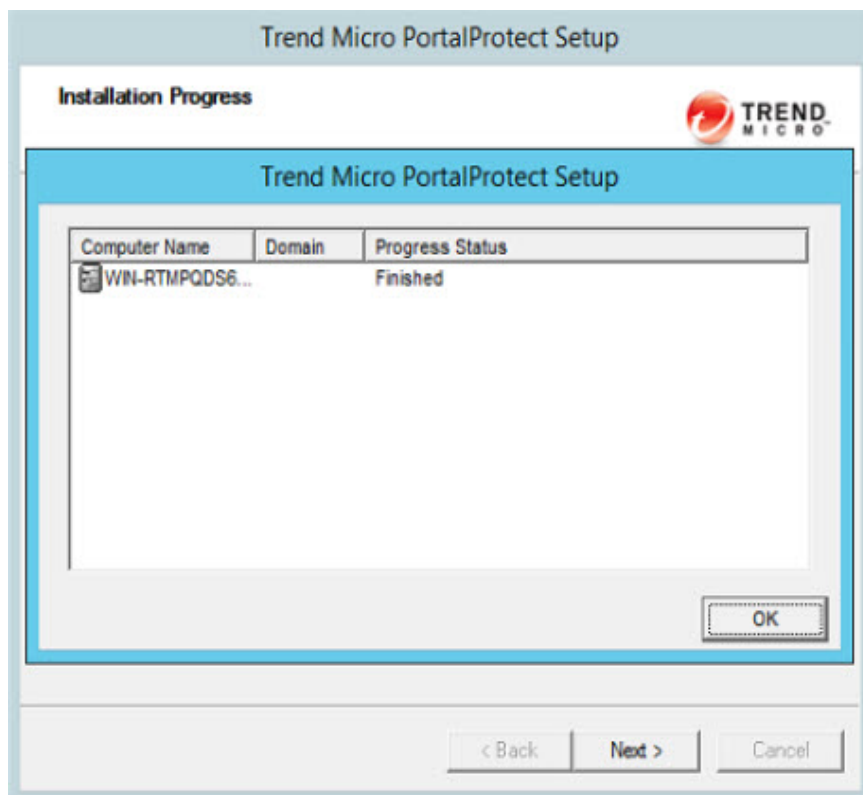 Trend Micro PortalProtect Setup
Installation Progress
TREND
MICRO
Trend Micro PortalProtect Setup
Computer Name Domain Progress Status
WIN-RTMPQDS6... Finished
OK
< Back Next > Cancel